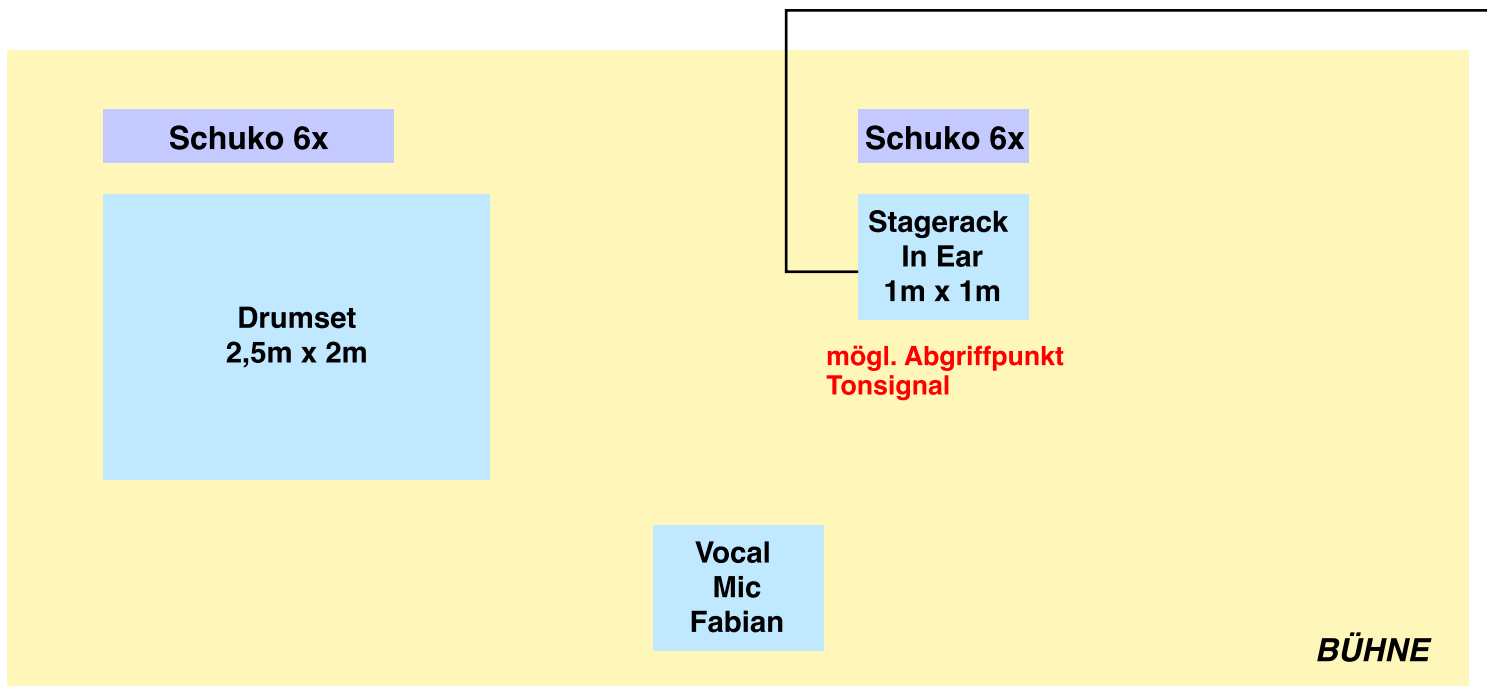 Schuko 6x
Schuko 6x
Drumset
2,5m x 2m
Stagerack
In Ear
1m x 1m
mögl. Abgriffpunkt
Tonsignal
Vocal
Mic
Fabian
BÜHNE